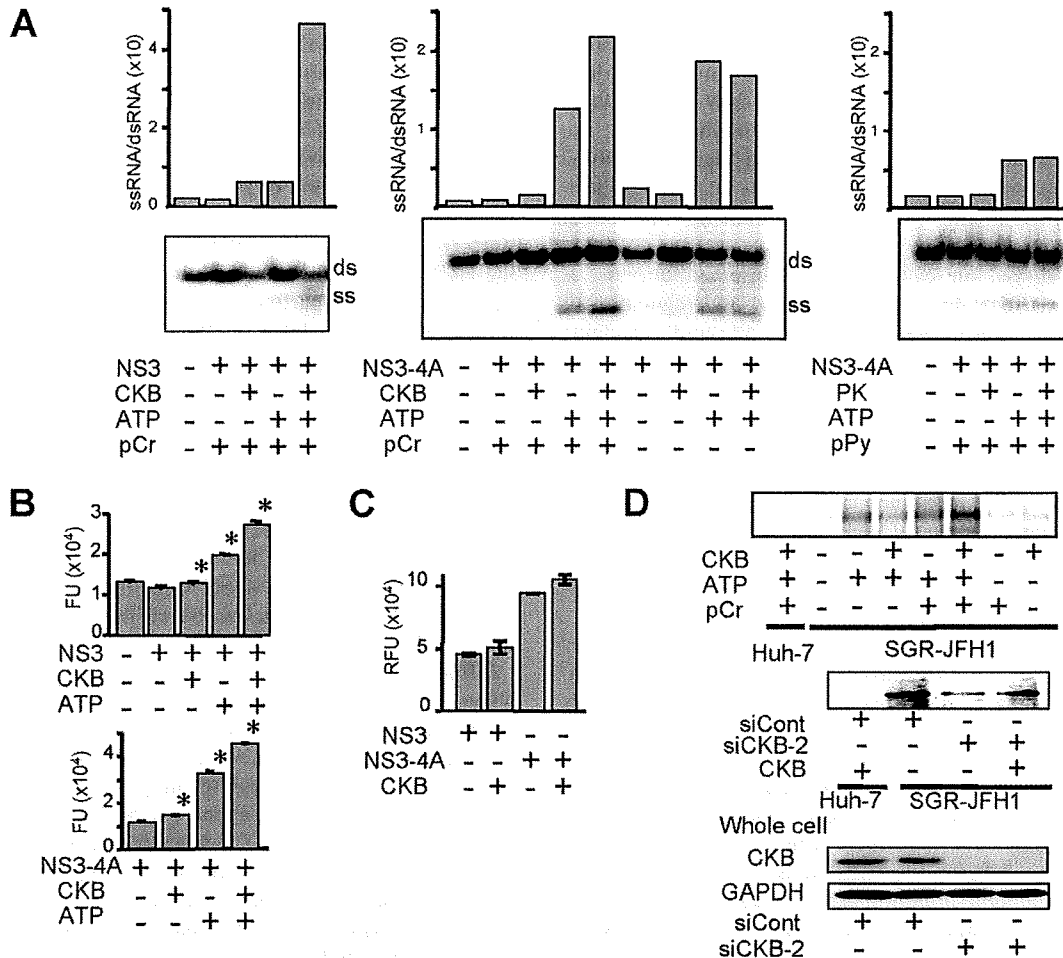 A
ssRNA/dsRNA (x10)
4
2
0
ds
ss
NS3 - + + + +
CKB - - + - +
ATP - - - + +
pCr - + + + +
ssRNA/dsRNA (x10)
2
1
0
ds
ss
NS3-4A - + + + + + + + +
CKB - - + - + - + - +
ATP - - - + + - - + +
pCr - + + + + - - - -
ssRNA/dsRNA (x10)
2
1
0
NS3-4A - + + + +
PK - - + - +
ATP - - - + +
pPy - + + + +
B
FU (x10⁴)
3
2
1
0
* * *
NS3 - + + + +
CKB - - + - +
ATP - - - + +
FU (x10⁴)
4
2
0
* * *
NS3-4A + + + +
CKB - + - +
ATP - - + +
C
RFU (x10⁴)
10
5
0
NS3 + + - -
NS3-4A - - + +
CKB - + - +
D
CKB + - - + - + - +
ATP + - + + + + - -
pCr + - - - + + + -
Huh-7 SGR-JFH1
siCont + + - -
siCKB-2 - - + +
CKB + - - +
Huh-7 SGR-JFH1
Whole cell
CKB
GAPDH
siCont + + - -
siCKB-2 - - + +